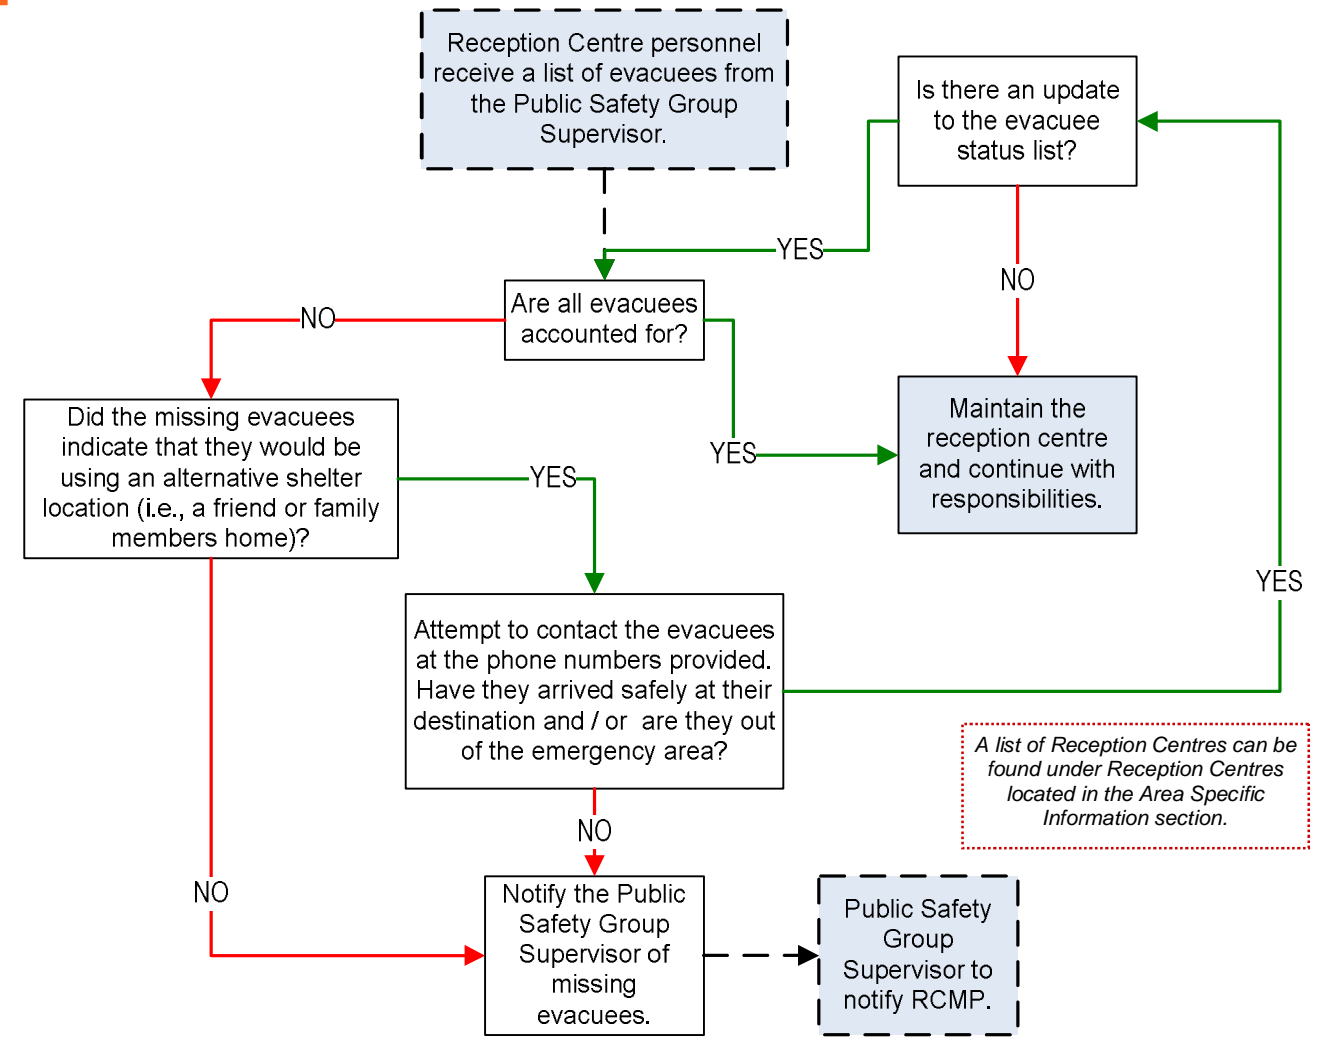 Reception Centre personnel
receive a list of evacuees from
the Public Safety Group
Supervisor.
Is there an update
to the evacuee
status list?
YES
NO
Are all evacuees
accounted for?
NO
YES
Maintain the
reception centre
and continue with
responsibilities.
Did the missing evacuees
indicate that they would be
using an alternative shelter
location (i.e., a friend or family
members home)?
YES
YES
Attempt to contact the evacuees
at the phone numbers provided.
Have they arrived safely at their
destination and / or are they out
of the emergency area?
A list of Reception Centres can be
found under Reception Centres
located in the Area Specific
Information section.
NO
NO
Notify the Public
Safety Group
Supervisor of
missing
evacuees.
Public Safety
Group
Supervisor to
notify RCMP.